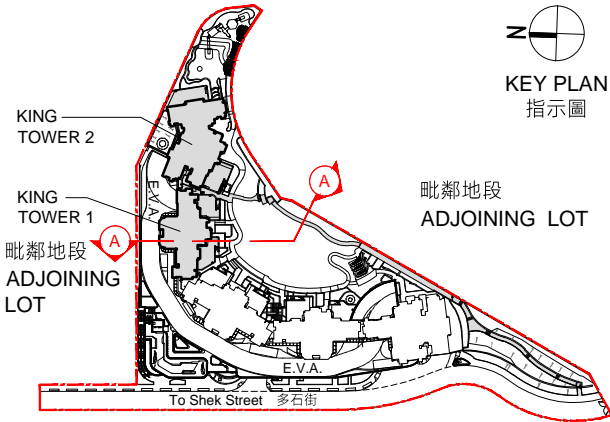 N
KEY PLAN
指示圖
KING
TOWER 2
E.V.A.
KING
TOWER 1
A
A
毗鄰地段
ADJOINING LOT
毗鄰地段
ADJOINING
LOT
E.V.A.
To Shek Street 多石街